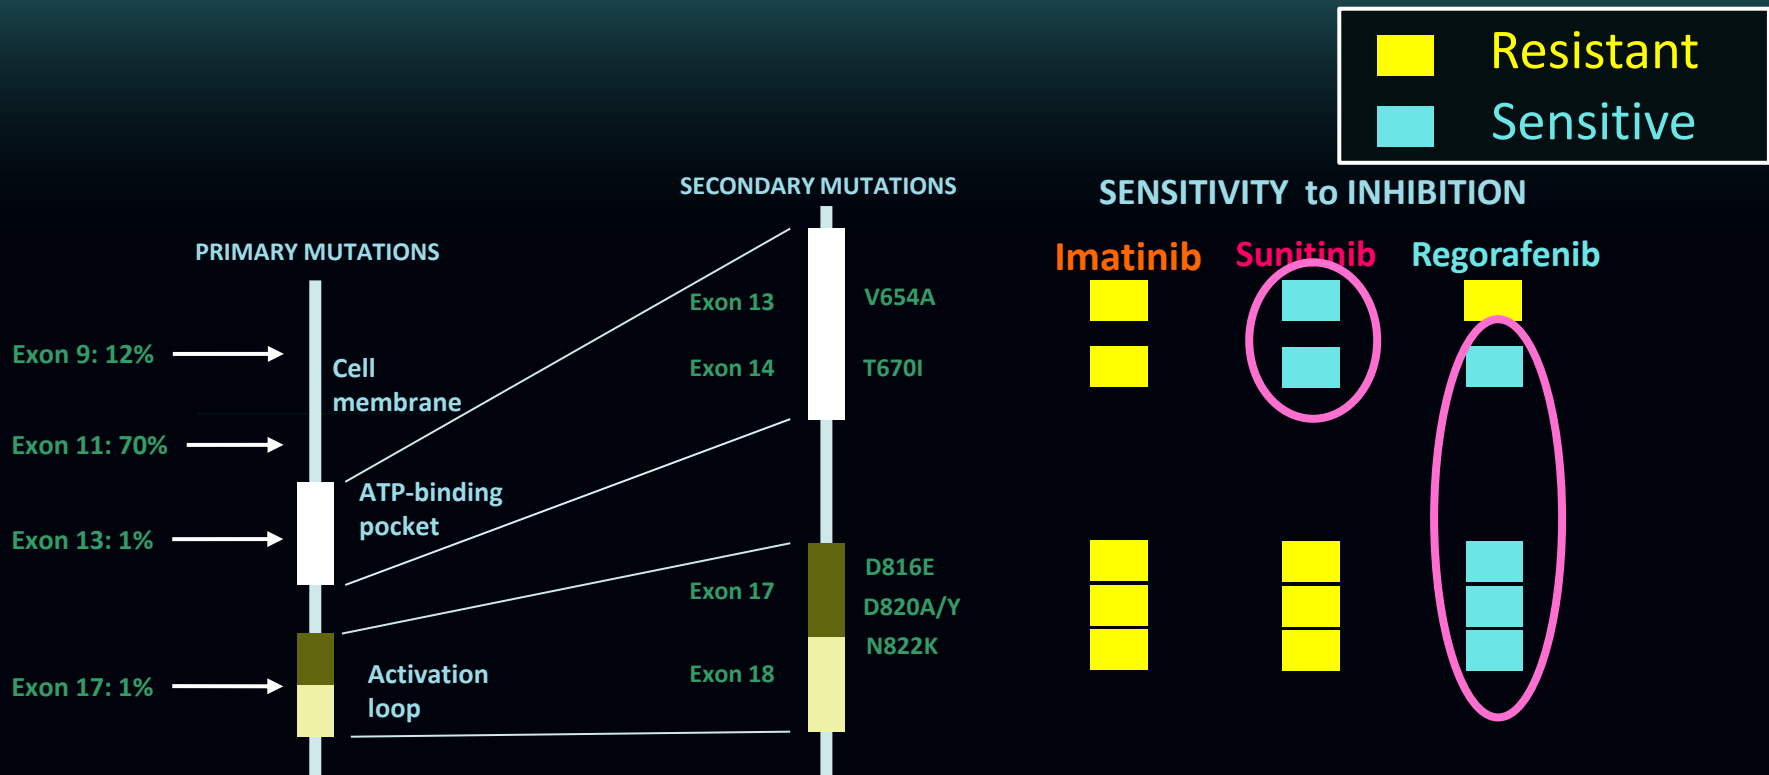 Resistant
Sensitive
SECONDARY MUTATIONS
SENSITIVITY to INHIBITION
PRIMARY MUTATIONS
Imatinib
Sunitinib
Regorafenib
Exon 13
V654A
Exon 9: 12%
Cell
membrane
Exon 14
T670I
Exon 11: 70%
ATP-binding
pocket
Exon 13: 1%
D816E
Exon 17
D820A/Y
N822K
Exon 17: 1%
Activation
loop
Exon 18